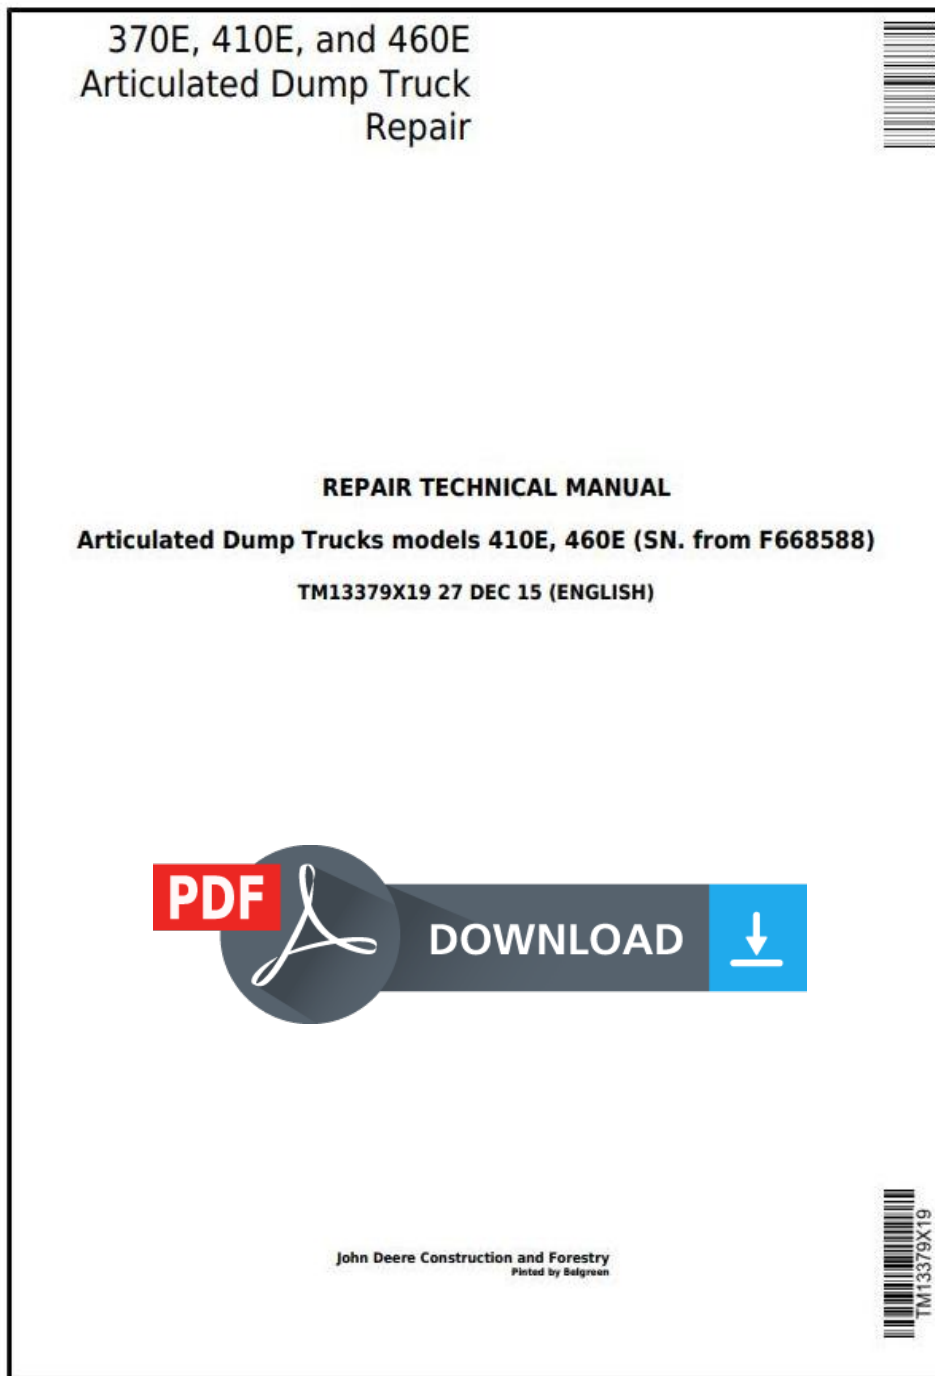 370E, 410E, and 460E
Articulated Dump Truck
Repair
REPAIR TECHNICAL MANUAL
Articulated Dump Trucks models 410E, 460E (SN. from F668588)
TM13379X19 27 DEC 15 (ENGLISH)
PDF
DOWNLOAD
John Deere Construction and Forestry
Pinted by Belgreen
TM13379X19